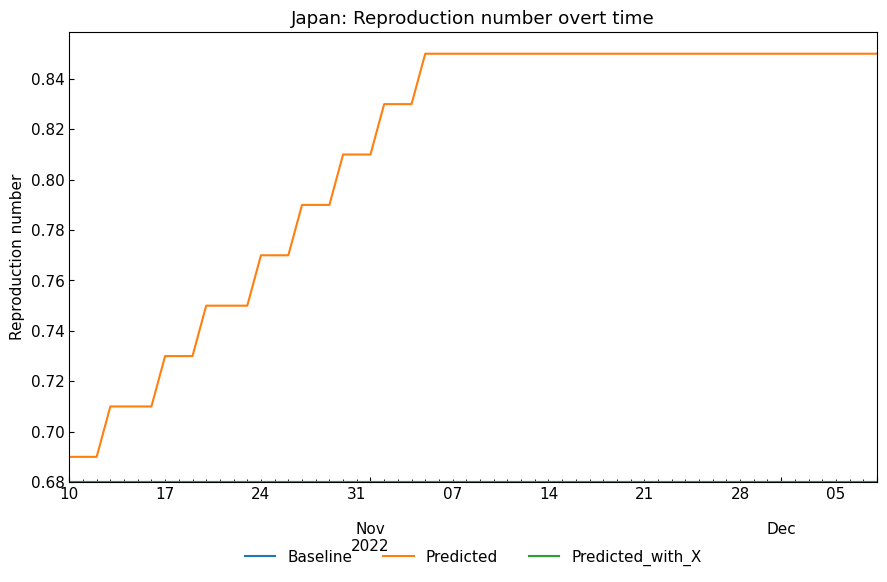 Japan: Reproduction number overt time
Reproduction number
0.84
0.82
0.80
0.78
0.76
0.74
0.72
0.70
0.68
10 17 24 31 07 14 21 28 05
Nov Dec
2022
Baseline Predicted Predicted_with_X